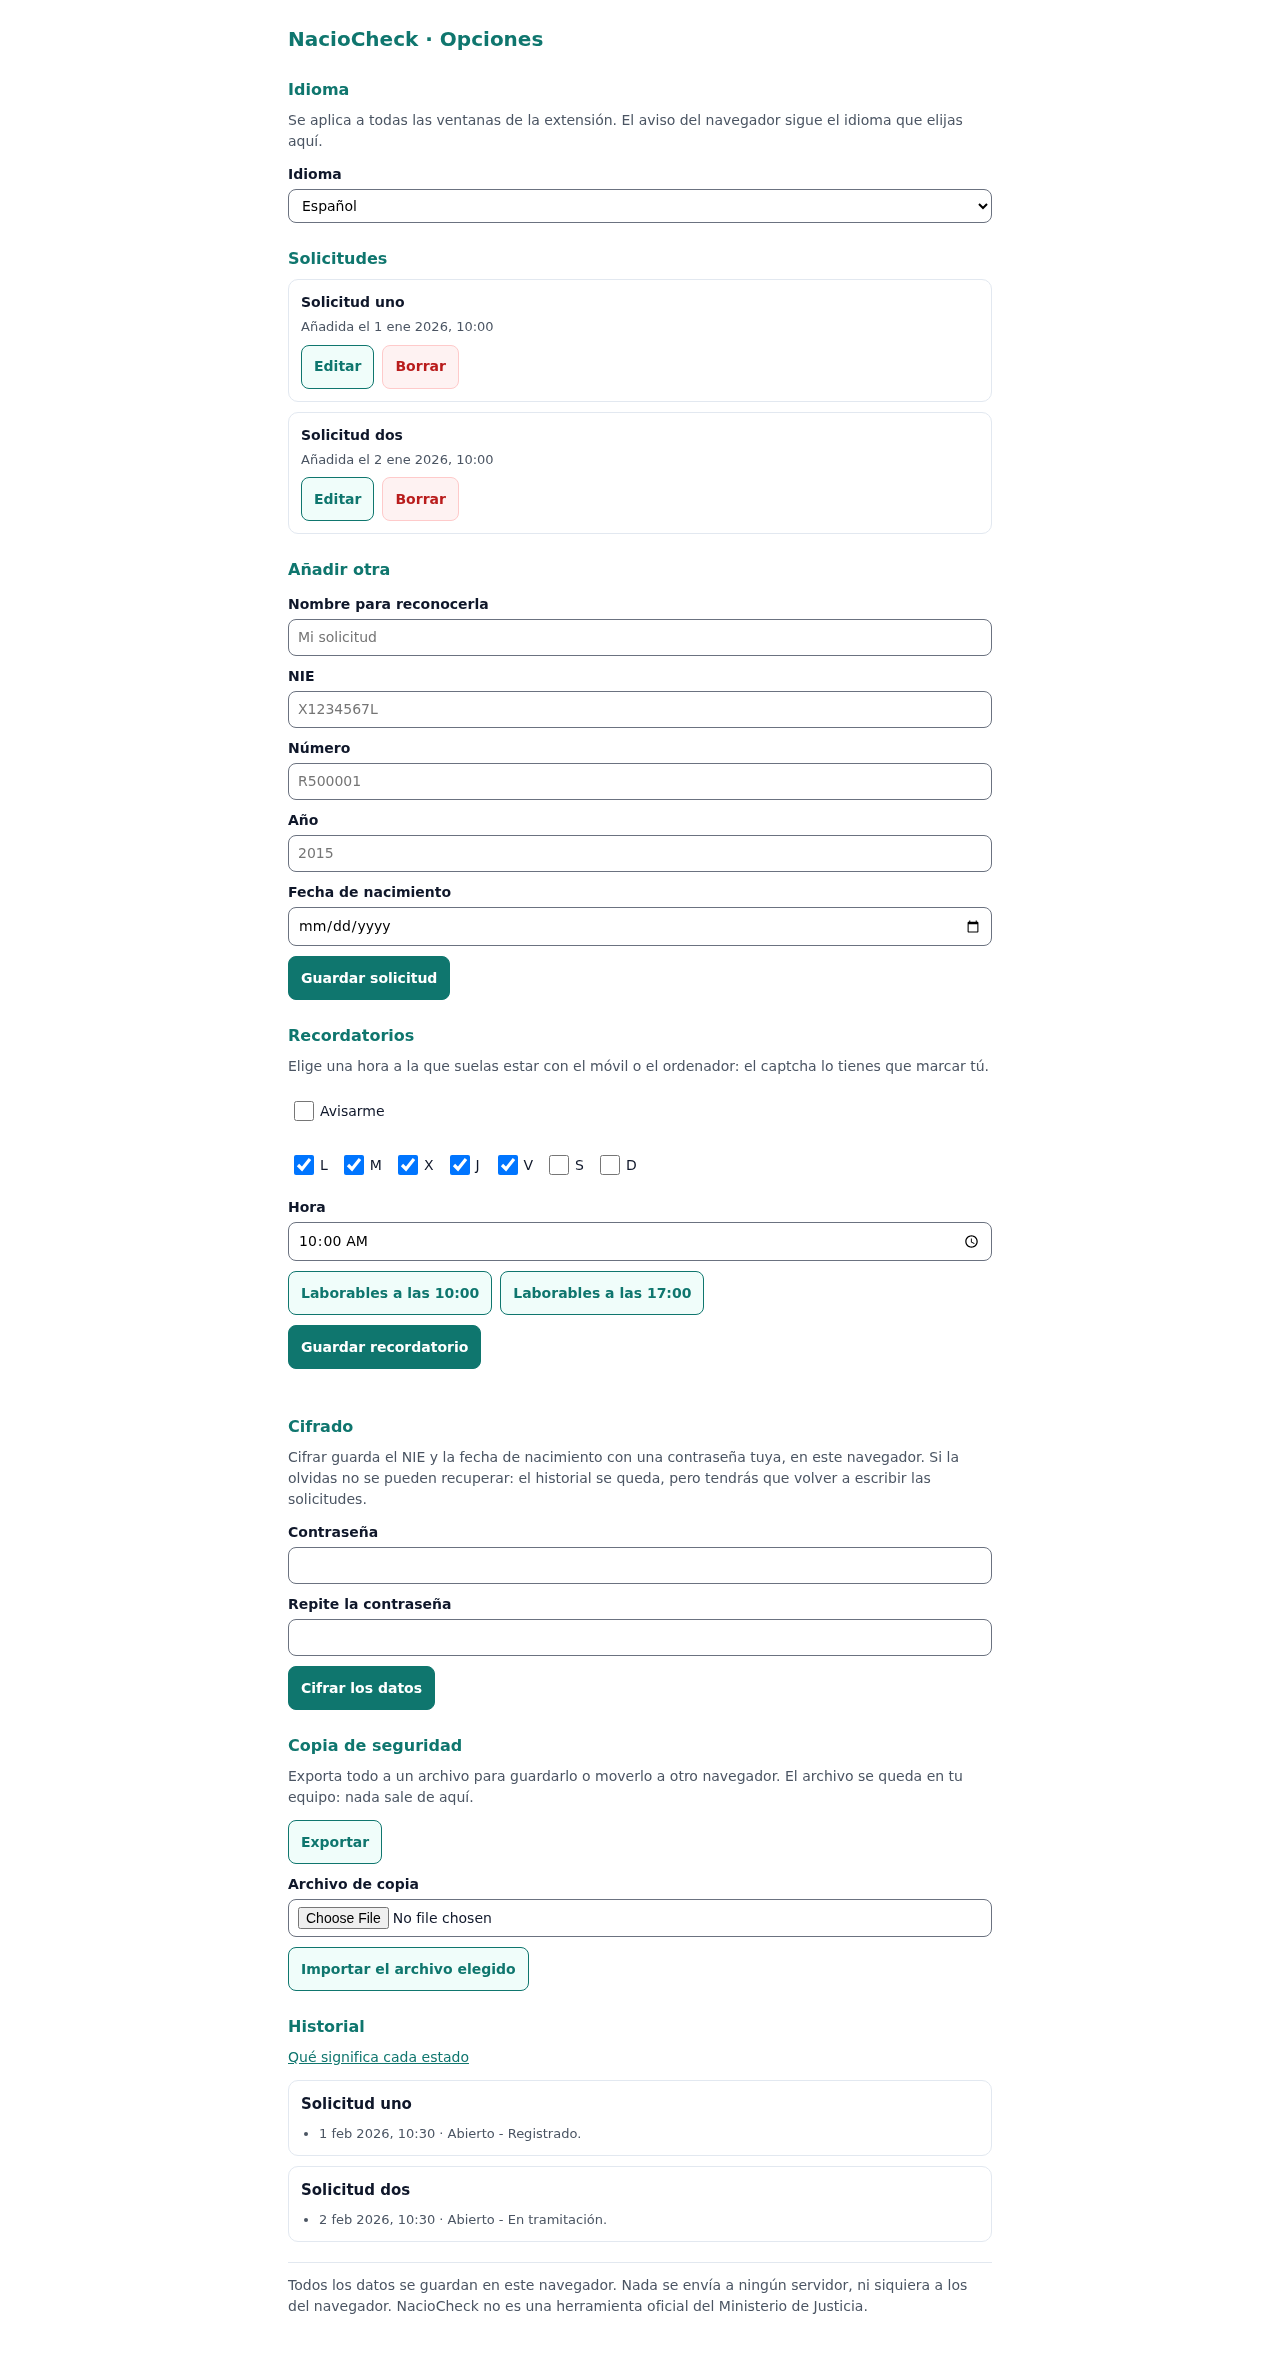 NacioCheck · Opciones
Idioma
Se aplica a todas las ventanas de la extensión. El aviso del navegador sigue el idioma que elijas
aquí.
Idioma
Español
Solicitudes
Solicitud uno
Añadida el 1 ene 2026, 10:00
Editar Borrar
Solicitud dos
Añadida el 2 ene 2026, 10:00
Editar Borrar
Añadir otra
Nombre para reconocerla
Mi solicitud
NIE
X1234567L
Número
R500001
Año
2015
Fecha de nacimiento
mm/dd/yyyy
Guardar solicitud
Recordatorios
Elige una hora a la que suelas estar con el móvil o el ordenador: el captcha lo tienes que marcar tú.
Avisarme
L M X J V S D
Hora
10:00 AM
Laborables a las 10:00 Laborables a las 17:00
Guardar recordatorio
Cifrado
Cifrar guarda el NIE y la fecha de nacimiento con una contraseña tuya, en este navegador. Si la
olvidas no se pueden recuperar: el historial se queda, pero tendrás que volver a escribir las
solicitudes.
Contraseña
Repite la contraseña
Cifrar los datos
Copia de seguridad
Exporta todo a un archivo para guardarlo o moverlo a otro navegador. El archivo se queda en tu
equipo: nada sale de aquí.
Exportar
Archivo de copia
Choose File No file chosen
Importar el archivo elegido
Historial
Qué significa cada estado
Solicitud uno
• 1 feb 2026, 10:30 · Abierto - Registrado.
Solicitud dos
• 2 feb 2026, 10:30 · Abierto - En tramitación.
Todos los datos se guardan en este navegador. Nada se envía a ningún servidor, ni siquiera a los
del navegador. NacioCheck no es una herramienta oficial del Ministerio de Justicia.